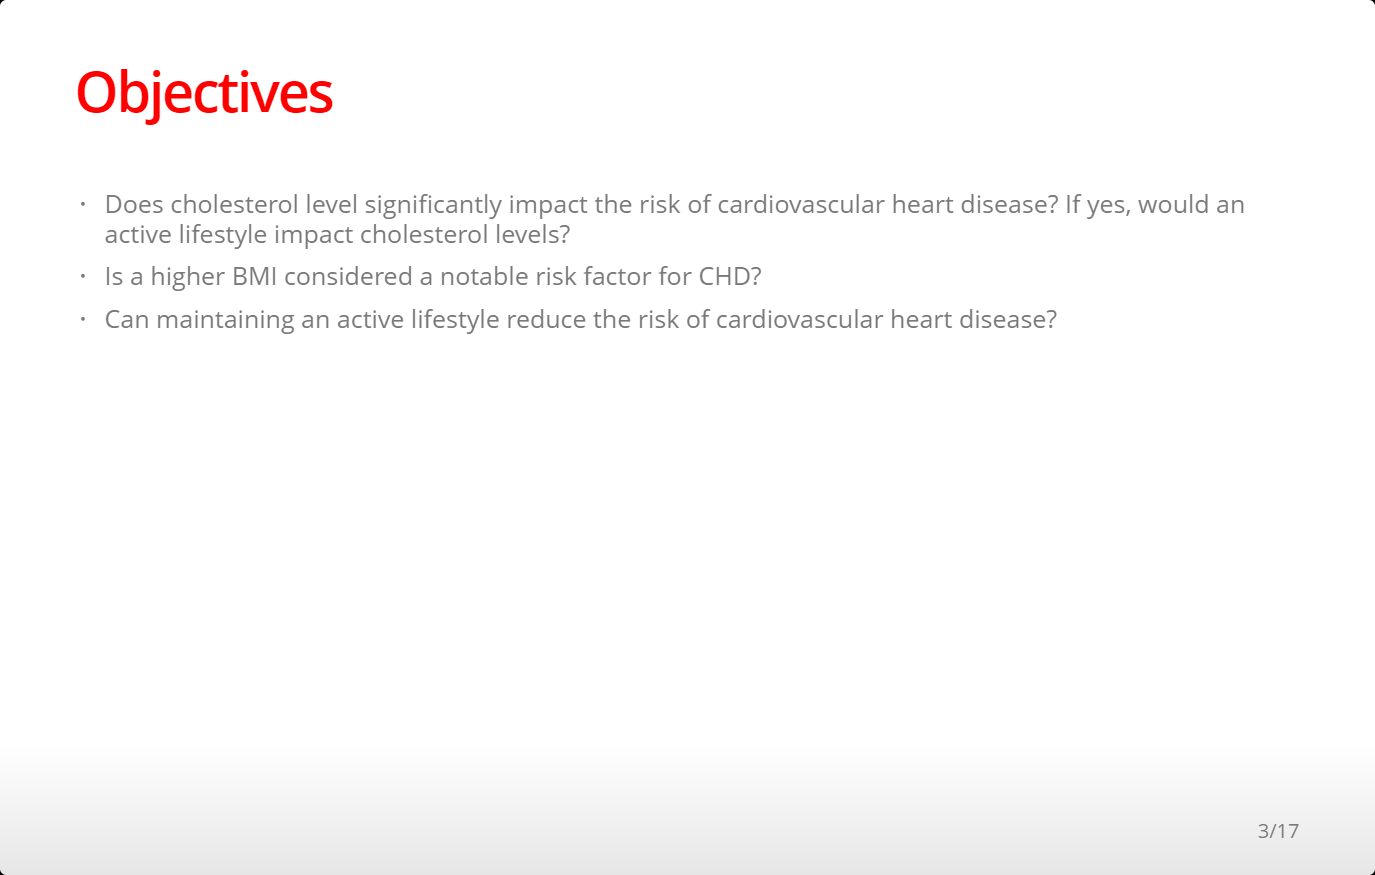 Objectives
· Does cholesterol level significantly impact the risk of cardiovascular heart disease? If yes, would an
active lifestyle impact cholesterol levels?
· Is a higher BMI considered a notable risk factor for CHD?
· Can maintaining an active lifestyle reduce the risk of cardiovascular heart disease?
3/17